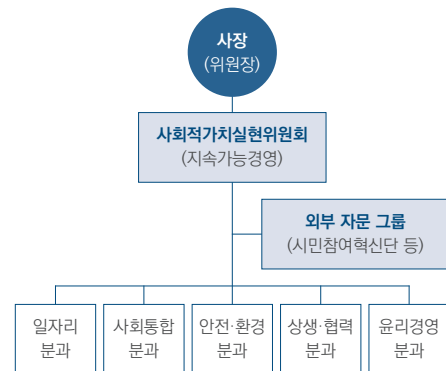 사장
(위원장)
사회적가치실현위원회
(지속가능경영)
외부 자문 그룹
(시민참여혁신단 등)
일자리
분과
사회통합
분과
안전·환경
분과
상생·협력
분과
윤리경영
분과